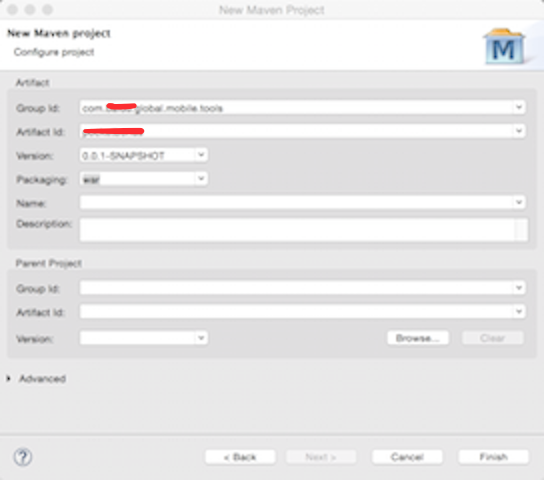 New Maven Project
New Maven project
Configure project
M
Artifact
Group Id: com. global.mobile.tools
Artifact Id:
Version: 0.0.1-SNAPSHOT
Packaging: war
Name:
Description:
Parent Project
Group Id:
Artifact Id:
Version: Browse... Clear
Advanced
? < Back Next > Cancel Finish